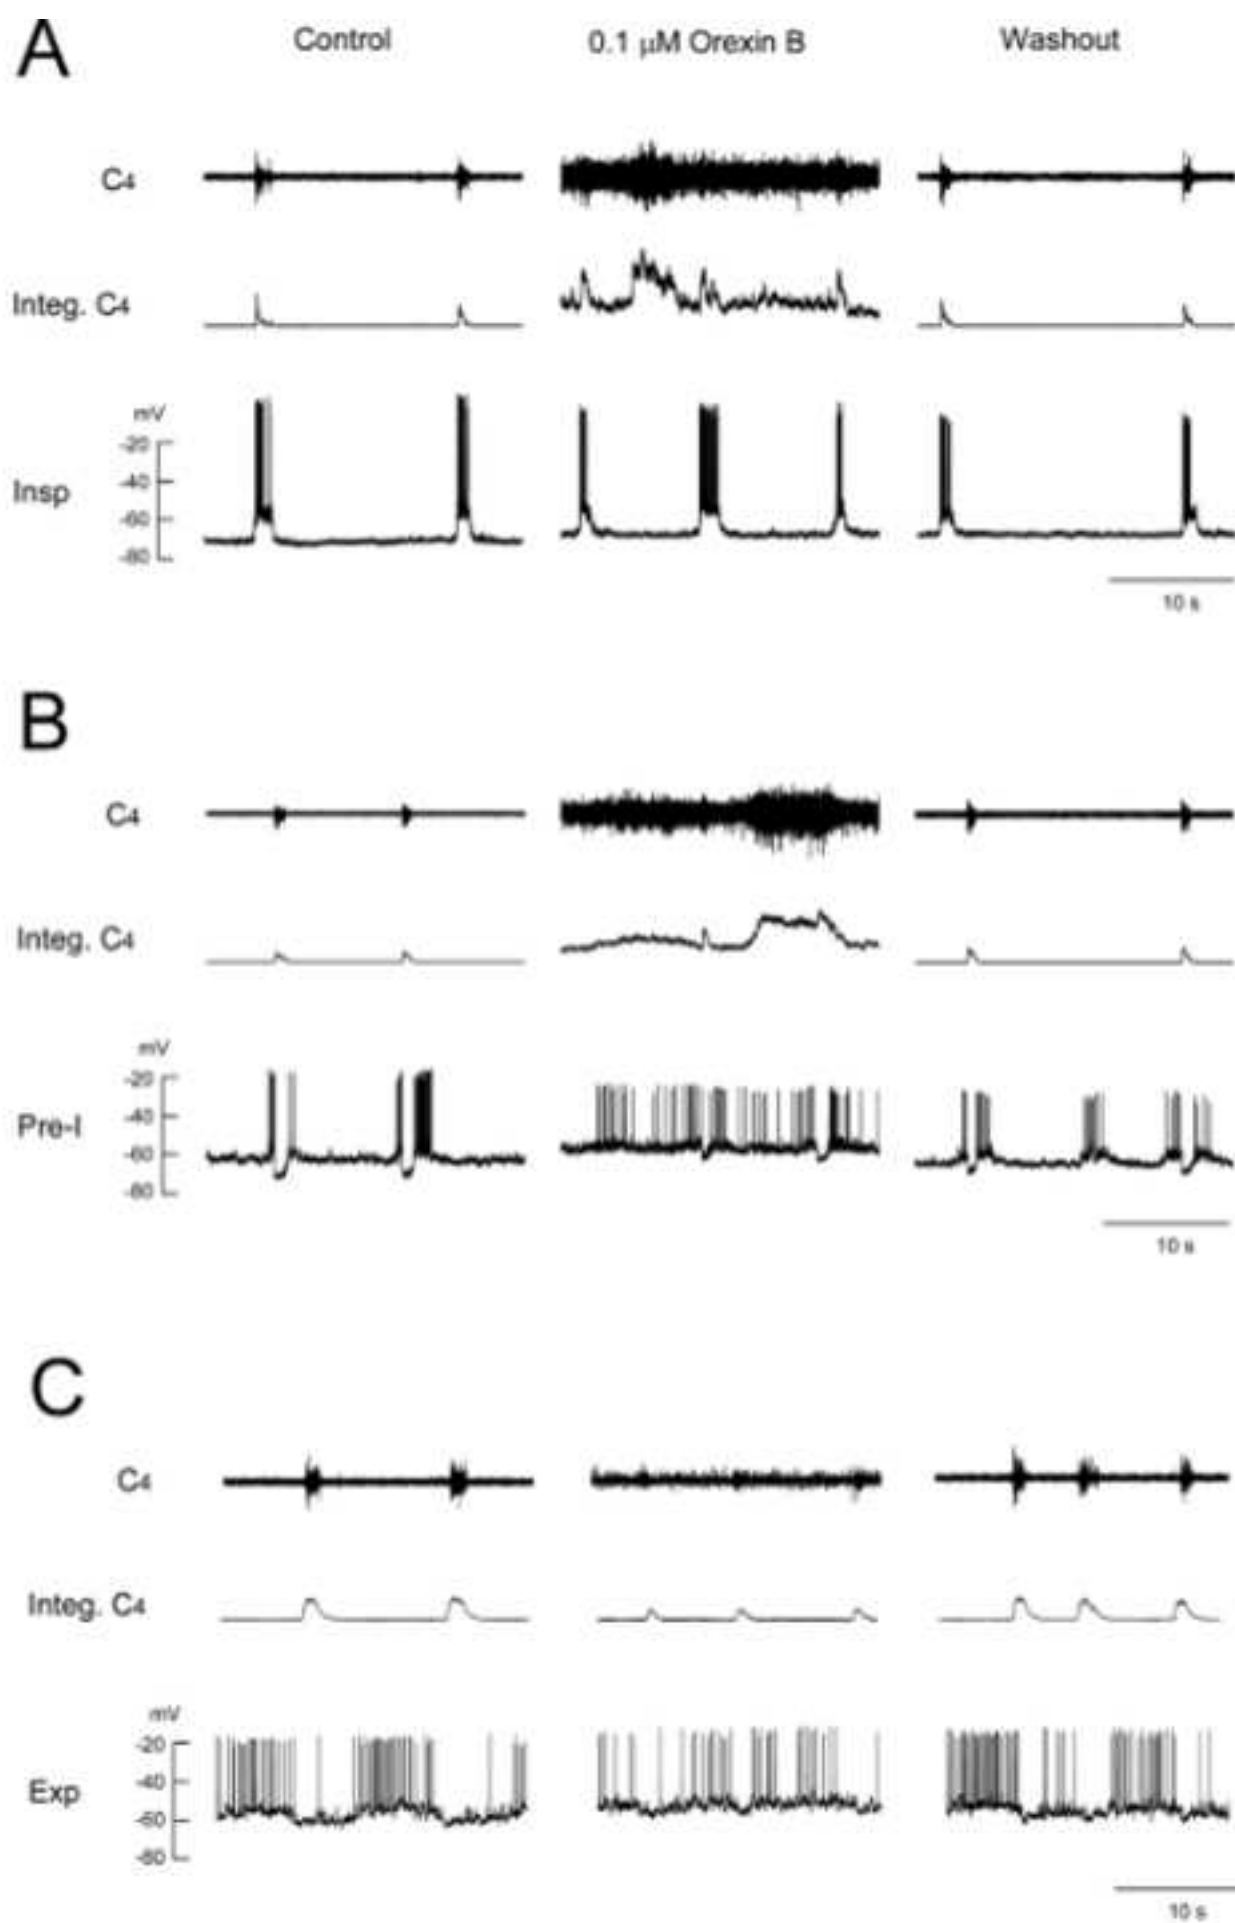 A
Control 0.1 μM Orexin B Washout
C4
Integ. C4
mV
-20
-40
-60
-80
Insp
10 s
B
C4
Integ. C4
mV
-20
-40
-60
-80
Pre-I
10 s
C
C4
Integ. C4
mV
-20
-40
-60
-80
Exp
10 s